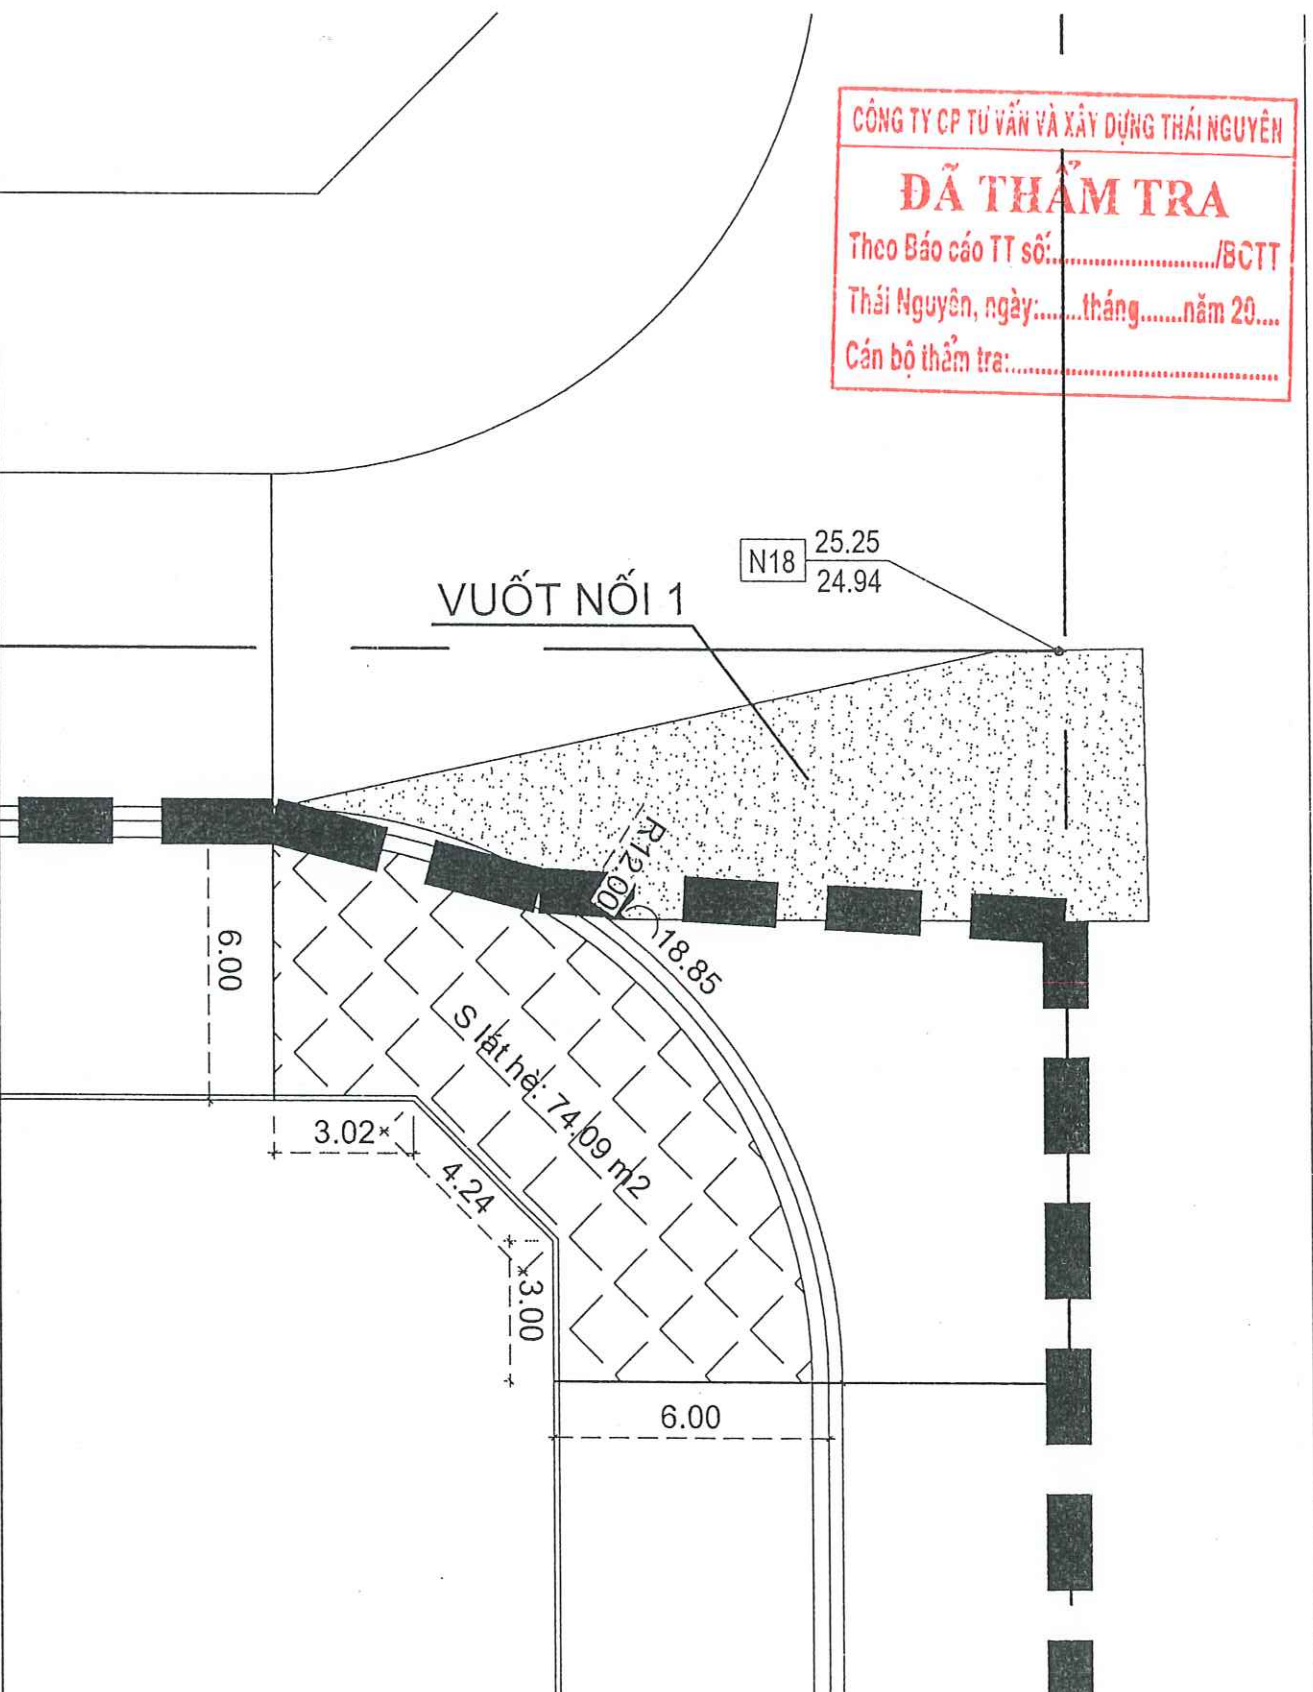 CÔNG TY CP TƯ VẤN VÀ XÂY DỰNG THÁI NGUYÊN
ĐÃ THẨM TRA
Theo Báo cáo TT số:........................../BCTT
Thái Nguyên, ngày:.......tháng.......năm 20....
Cán bộ thẩm tra:.............................................
N18
25.25
24.94
VUỐT NỐI 1
R12.00
18.85
6.00
S lát hè: 74.09 m2
3.02
4.24
3.00
6.00